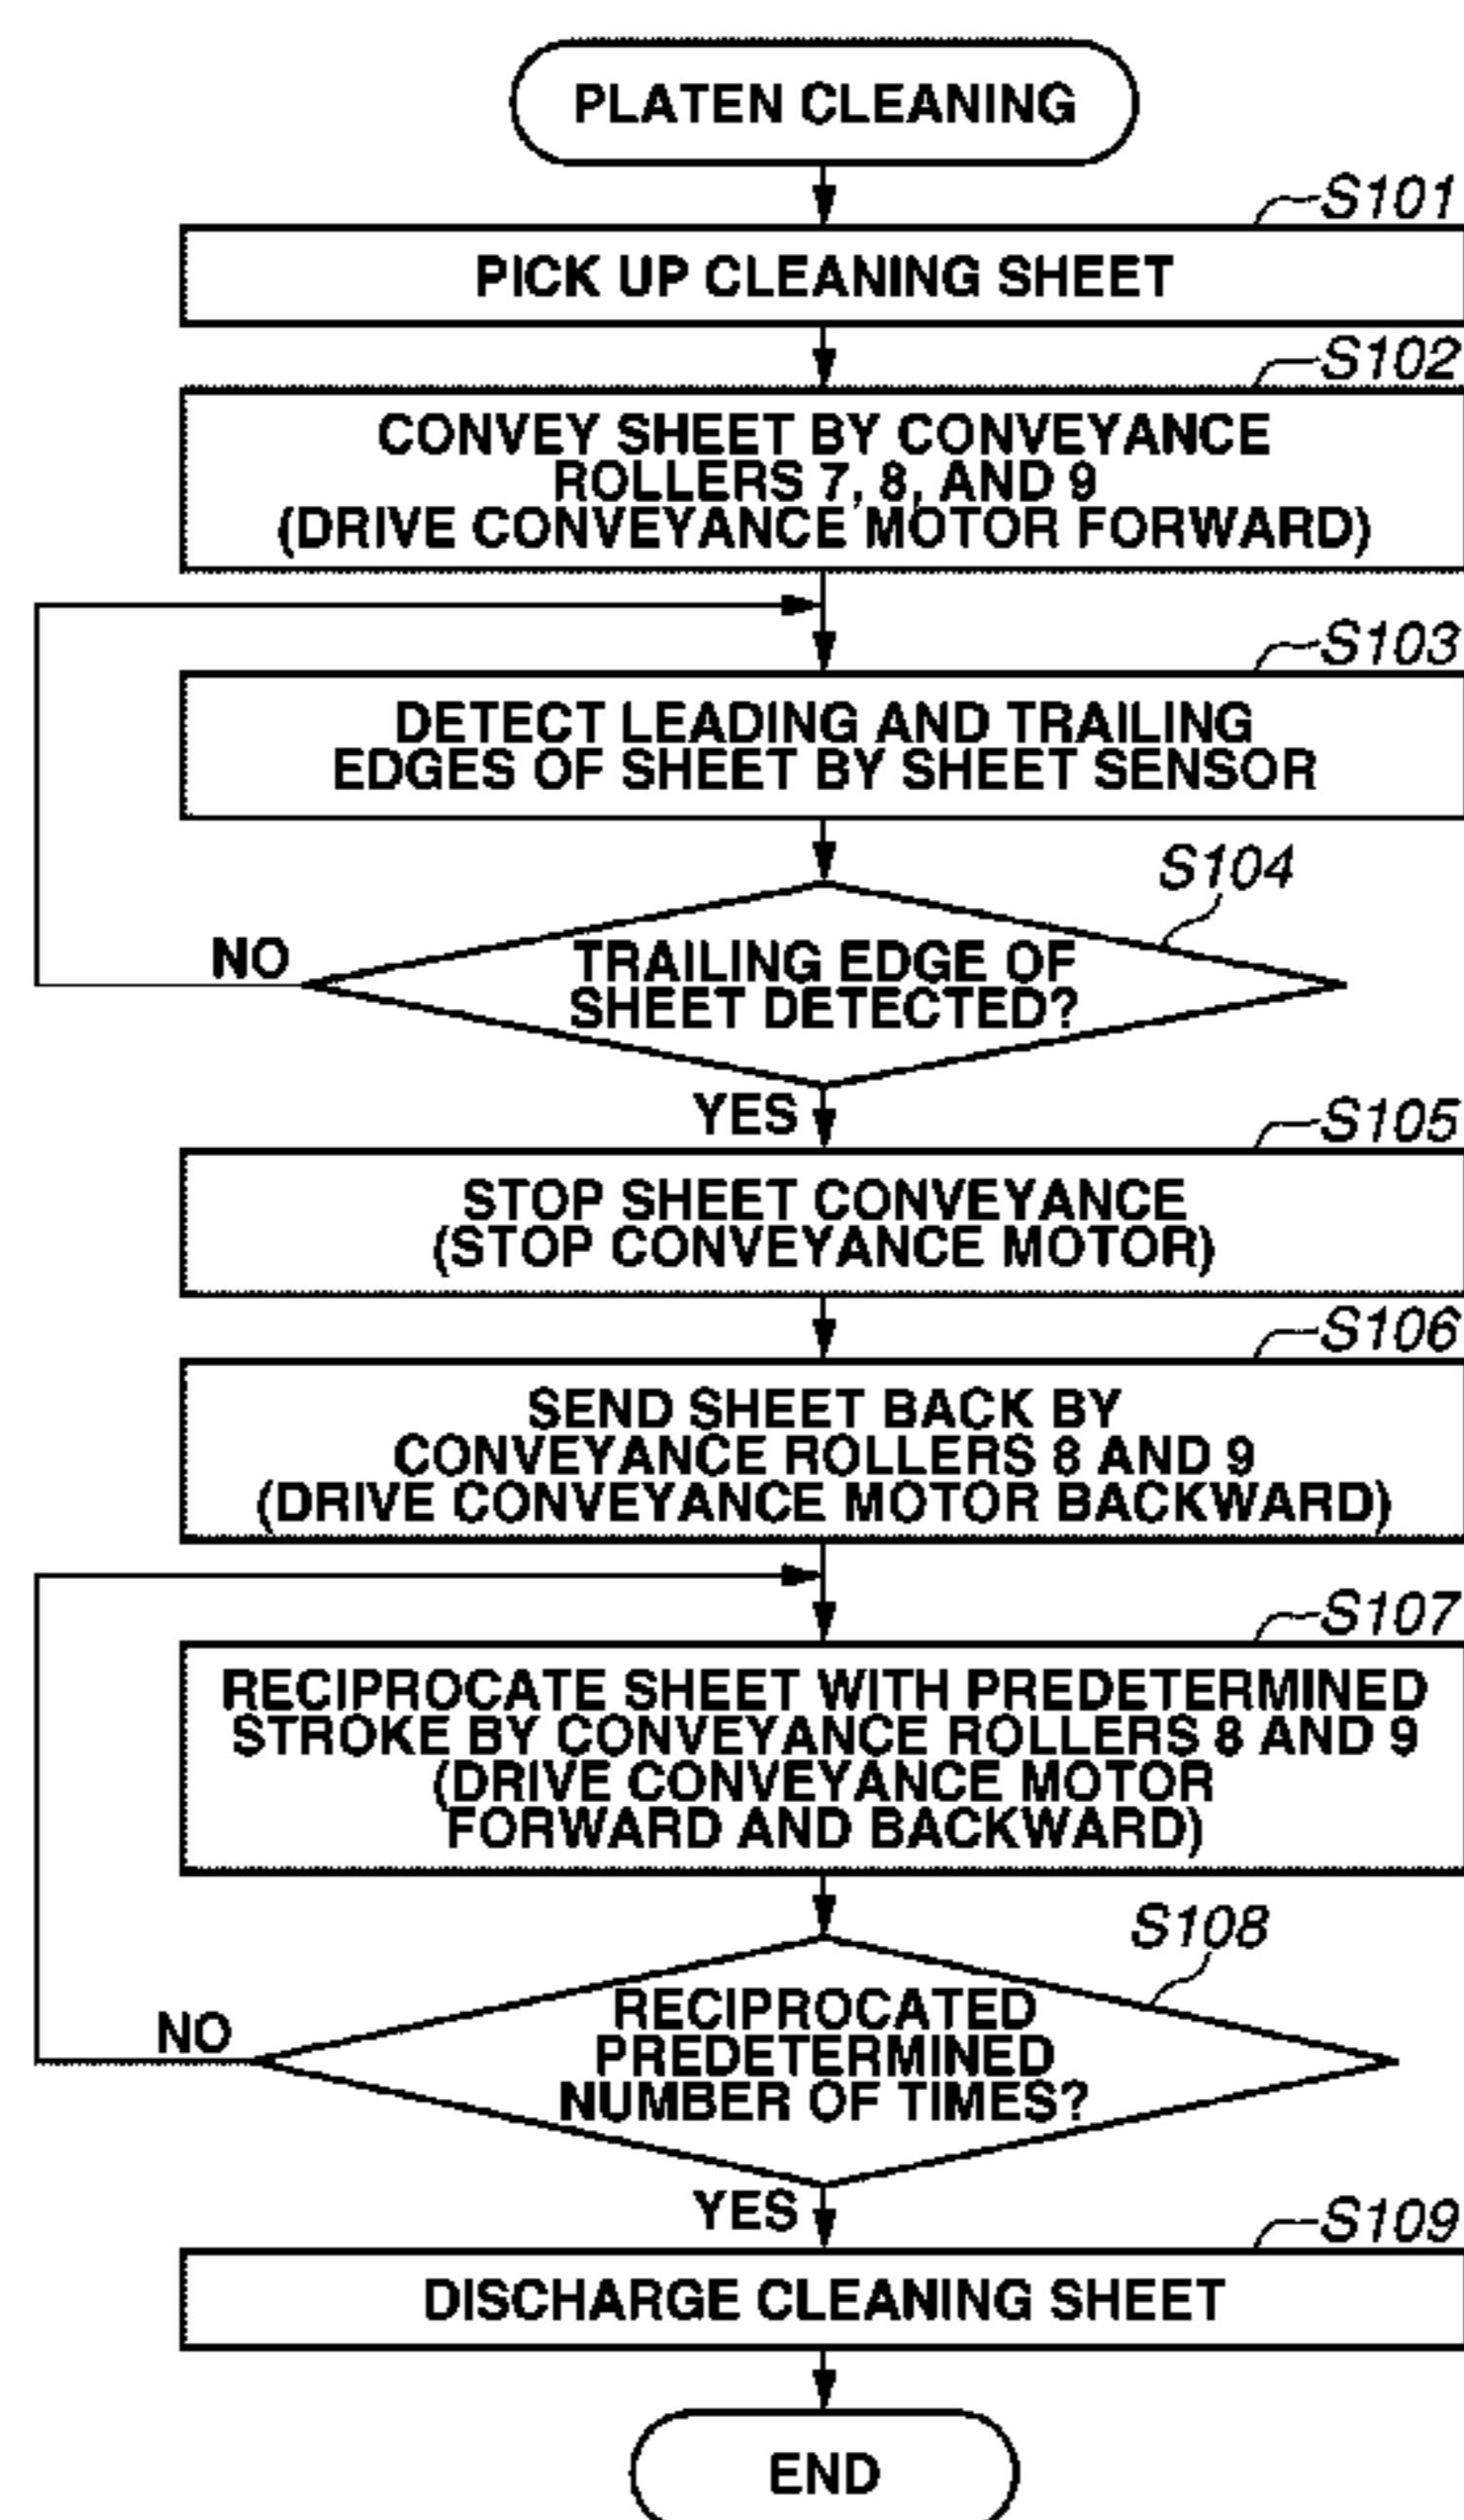 PLATEN CLEANING
S101
PICK UP CLEANING SHEET
S102
CONVEY SHEET BY CONVEYANCE
ROLLERS 7, 8, AND 9
(DRIVE CONVEYANCE MOTOR FORWARD)
S103
DETECT LEADING AND TRAILING
EDGES OF SHEET BY SHEET SENSOR
S104
NO
TRAILING EDGE OF
SHEET DETECTED?
YES
S105
STOP SHEET CONVEYANCE
(STOP CONVEYANCE MOTOR)
S106
SEND SHEET BACK BY
CONVEYANCE ROLLERS 8 AND 9
(DRIVE CONVEYANCE MOTOR BACKWARD)
S107
RECIPROCATE SHEET WITH PREDETERMINED
STROKE BY CONVEYANCE ROLLERS 8 AND 9
(DRIVE CONVEYANCE MOTOR
FORWARD AND BACKWARD)
S108
NO
RECIPROCATED
PREDETERMINED
NUMBER OF TIMES?
YES
S109
DISCHARGE CLEANING SHEET
END